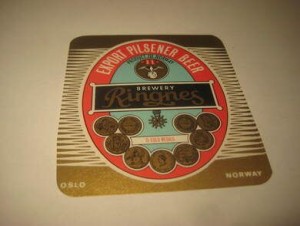 EXPORT PILSENER BEER
BREWERY
Ringnes
OSLO
NORWAY